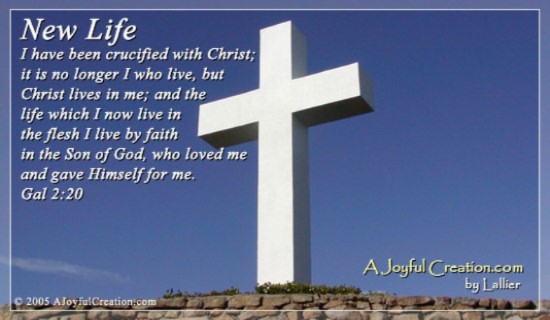 New Life
I have been crucified with Christ;
it is no longer I who live, but
Christ lives in me; and the
life which I now live in
the flesh I live by faith
in the Son of God, who loved me
and gave Himself for me.
Gal 2:20
A Joyful Creation.com
by Lallier
© 2005 AJoyfulCreation.com